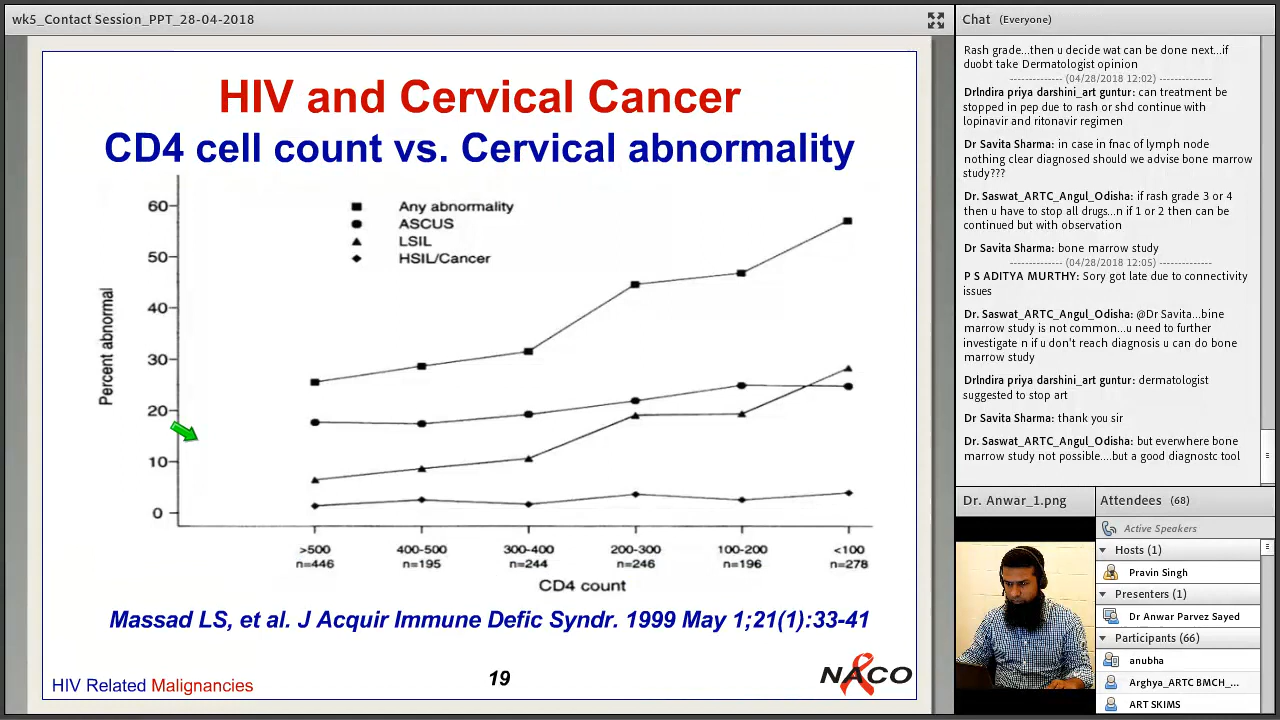 wk5_Contact Session_PPT_28-04-2018
HIV and Cervical Cancer
CD4 cell count vs. Cervical abnormality
Any abnormality
ASCUS
LSIL
HSIL/Cancer
Percent abnormal
60
50
40
30
20
10
0
>500 400-500 300-400 200-300 100-200 <100
n=446 n=195 n=244 n=246 n=196 n=278
CD4 count
Massad LS, et al. J Acquir Immune Defic Syndr. 1999 May 1;21(1):33-41
HIV Related Malignancies
19
NACO
Chat (Everyone)
Rash grade...then u decide wat can be done next...if
duobt take Dermatologist opinion
-------------- (04/28/2018 12:02) --------------
DrIndira priya darshini_art guntur: can treatment be
stopped in pep due to rash or shd continue with
lopinavir and ritonavir regimen
Dr Savita Sharma: in case in fnac of lymph node
nothing clear diagnosed should we advise bone marrow
study???
Dr. Saswat_ARTC_Angul_Odisha: if rash grade 3 or 4
then u have to stop all drugs...n if 1 or 2 then can be
continued but with observation
Dr Savita Sharma: bone marrow study
-------------- (04/28/2018 12:05) --------------
P S ADITYA MURTHY: Sory got late due to connectivity
issues
Dr. Saswat_ARTC_Angul_Odisha: @Dr Savita...bine
marrow study is not common...u need to further
investigate n if u don't reach diagnosis u can do bone
marrow study
DrIndira priya darshini_art guntur: dermatologist
suggested to stop art
Dr Savita Sharma: thank you sir
Dr. Saswat_ARTC_Angul_Odisha: but everwhere bone
marrow study not possible....but a good diagnostc tool
Dr. Anwar_1.png
Attendees (68)
Active Speakers
Hosts (1)
Pravin Singh
Presenters (1)
Dr Anwar Parvez Sayed
Participants (66)
anubha
Arghya_ARTC BMCH_...
ART SKIMS